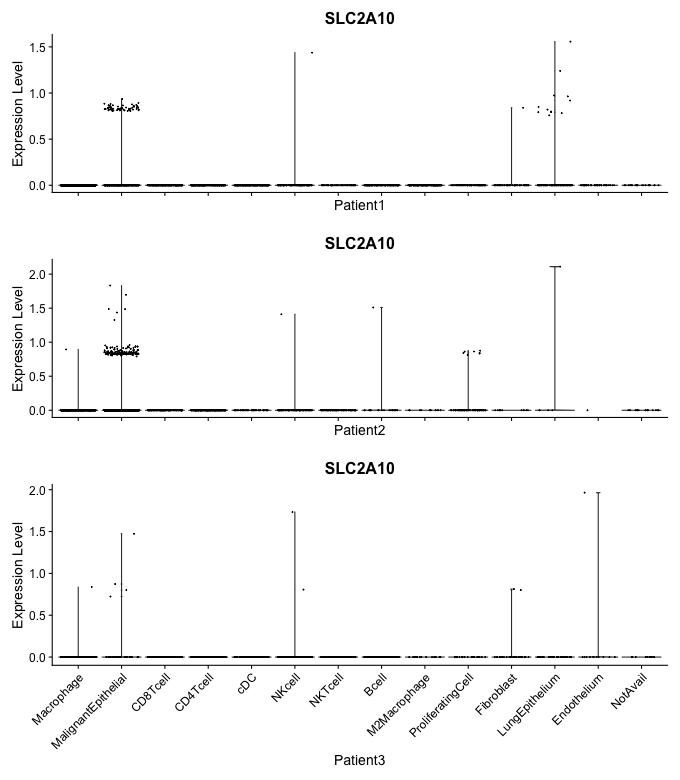 SLC2A10
1.5
1.0
0.5
0.0
Expression Level
Patient1
SLC2A10
2.0
1.5
1.0
0.5
0.0
Expression Level
Patient2
SLC2A10
2.0
1.5
1.0
0.5
0.0
Expression Level
Macrophage
MalignantEpithelial
CD8Tcell
CD4Tcell
cDC
NKcell
NKTcell
Bcell
M2Macrophage
ProliferatingCell
Fibroblast
LungEpithelium
Endothelium
NotAvail
Patient3